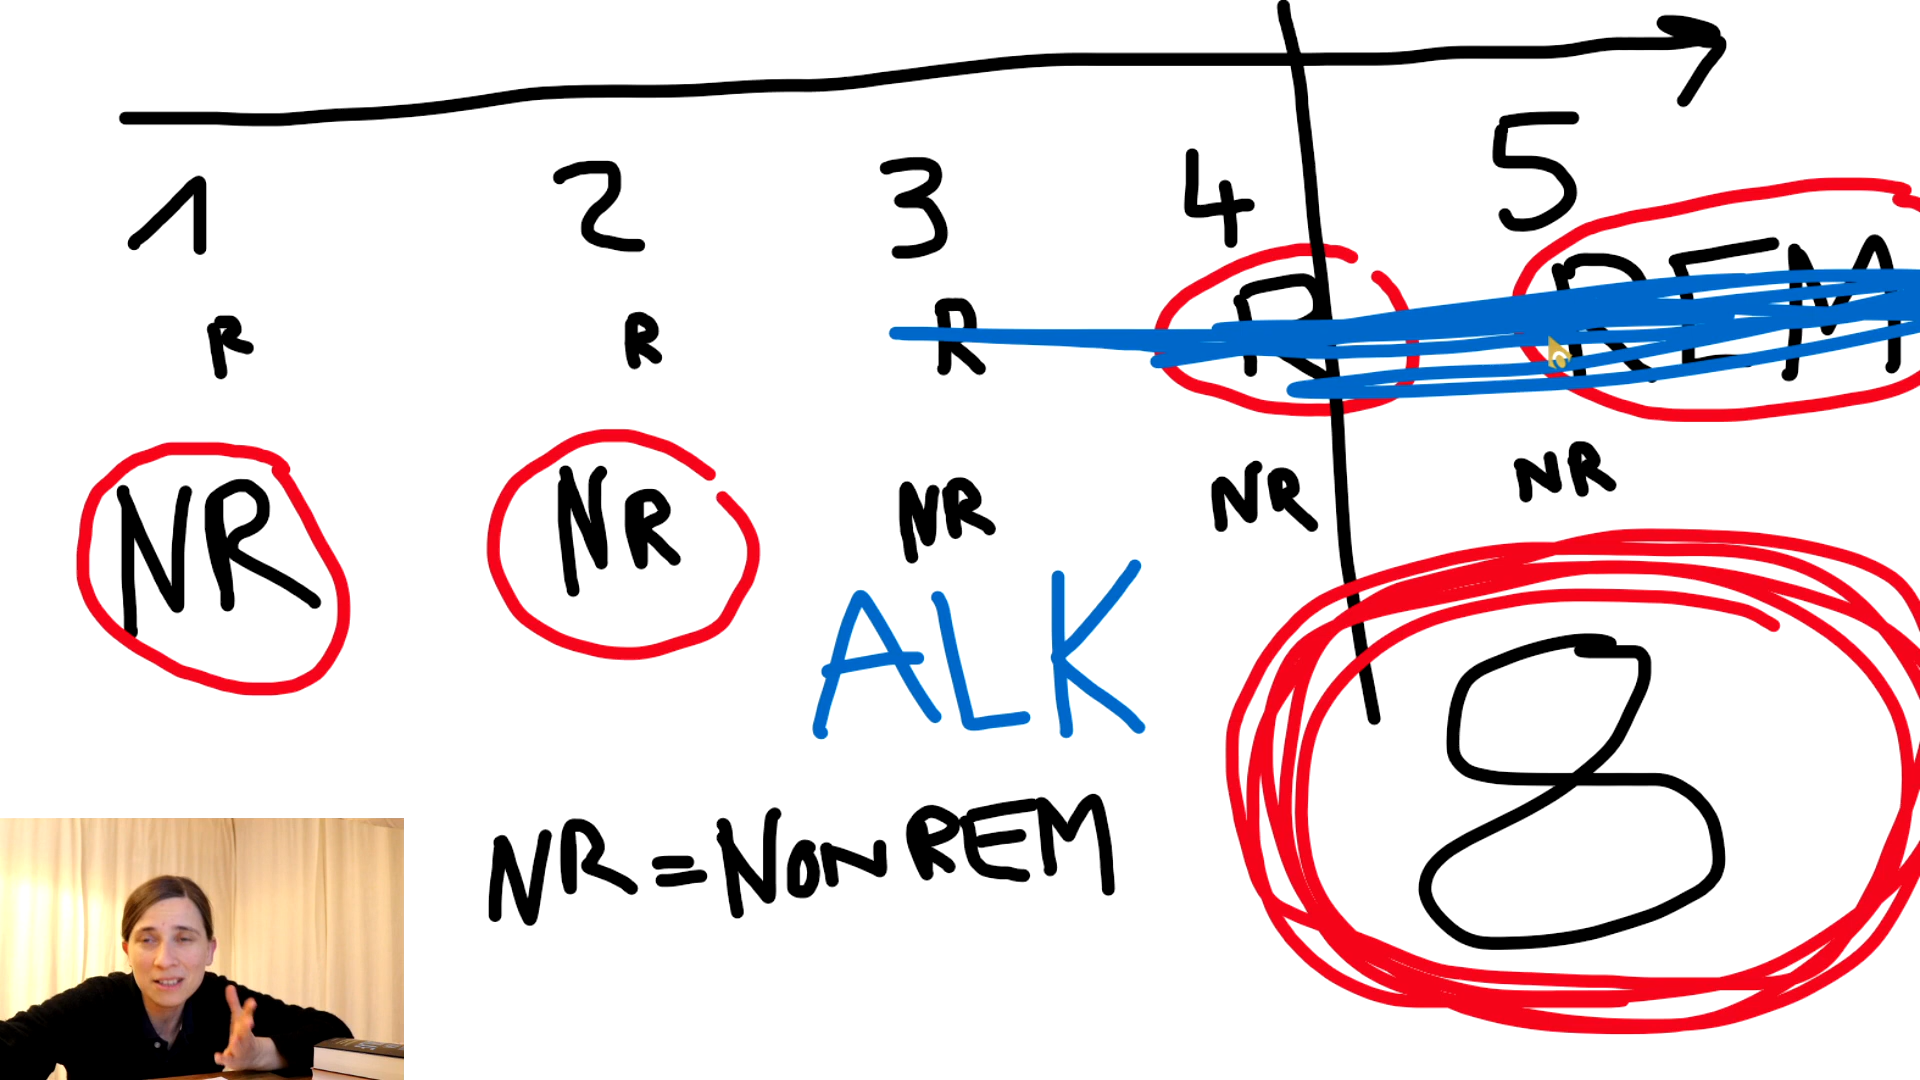 1 2 3 4 5
R R R R REM
NR NR NR NR NR
ALK
8
NR = NonREM